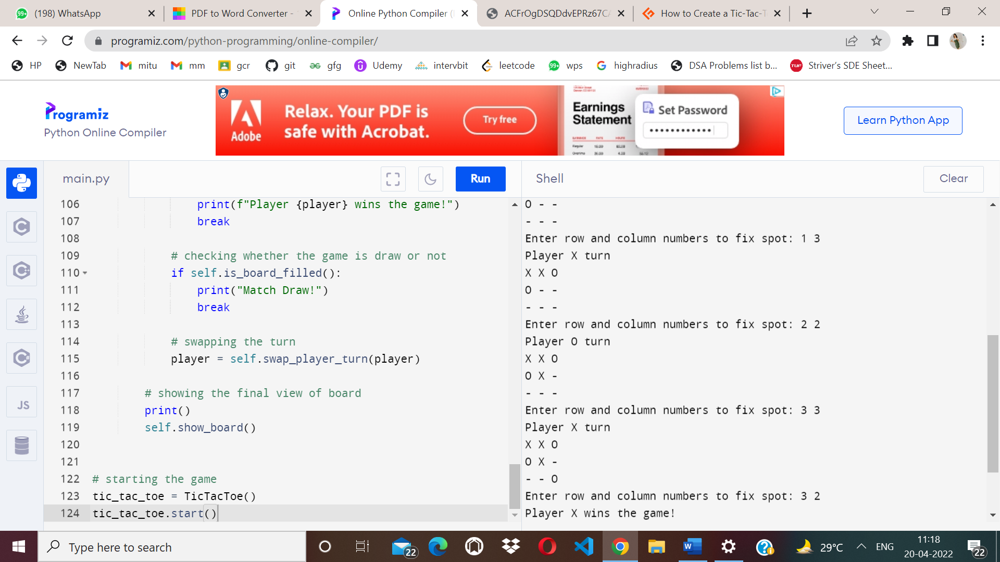 (198) WhatsApp
PDF to Word Converter -
Online Python Compiler (
ACFrOgDSQDdvEPRz67CA
How to Create a Tic-Tac-T
programiz.com/python-programming/online-compiler/
HP
NewTab
mitu
mm
gcr
git
gfg
Udemy
intervbit
leetcode
99+
wps
highradius
DSA Problems list b...
TUF
Striver's SDE Sheet...
Programiz
Python Online Compiler
Adobe
Relax. Your PDF is
safe with Acrobat.
Try free
Earnings
Statement
Set Password
Learn Python App
main.py
Run
Shell
Clear
JS
106 print(f"Player {player} wins the game!")
107 break
108
109 # checking whether the game is draw or not
110 if self.is_board_filled():
111 print("Match Draw!")
112 break
113
114 # swapping the turn
115 player = self.swap_player_turn(player)
116
117 # showing the final view of board
118 print()
119 self.show_board()
120
121
122 # starting the game
123 tic_tac_toe = TicTacToe()
124 tic_tac_toe.start()
O - -
- - -
Enter row and column numbers to fix spot: 1 3
Player X turn
X X O
O - -
- - -
Enter row and column numbers to fix spot: 2 2
Player O turn
X X O
O X -
- - -
Enter row and column numbers to fix spot: 3 3
Player X turn
X X O
O X -
- - O
Enter row and column numbers to fix spot: 3 2
Player X wins the game!
Type here to search
22
29°C
ENG
11:18
20-04-2022
22